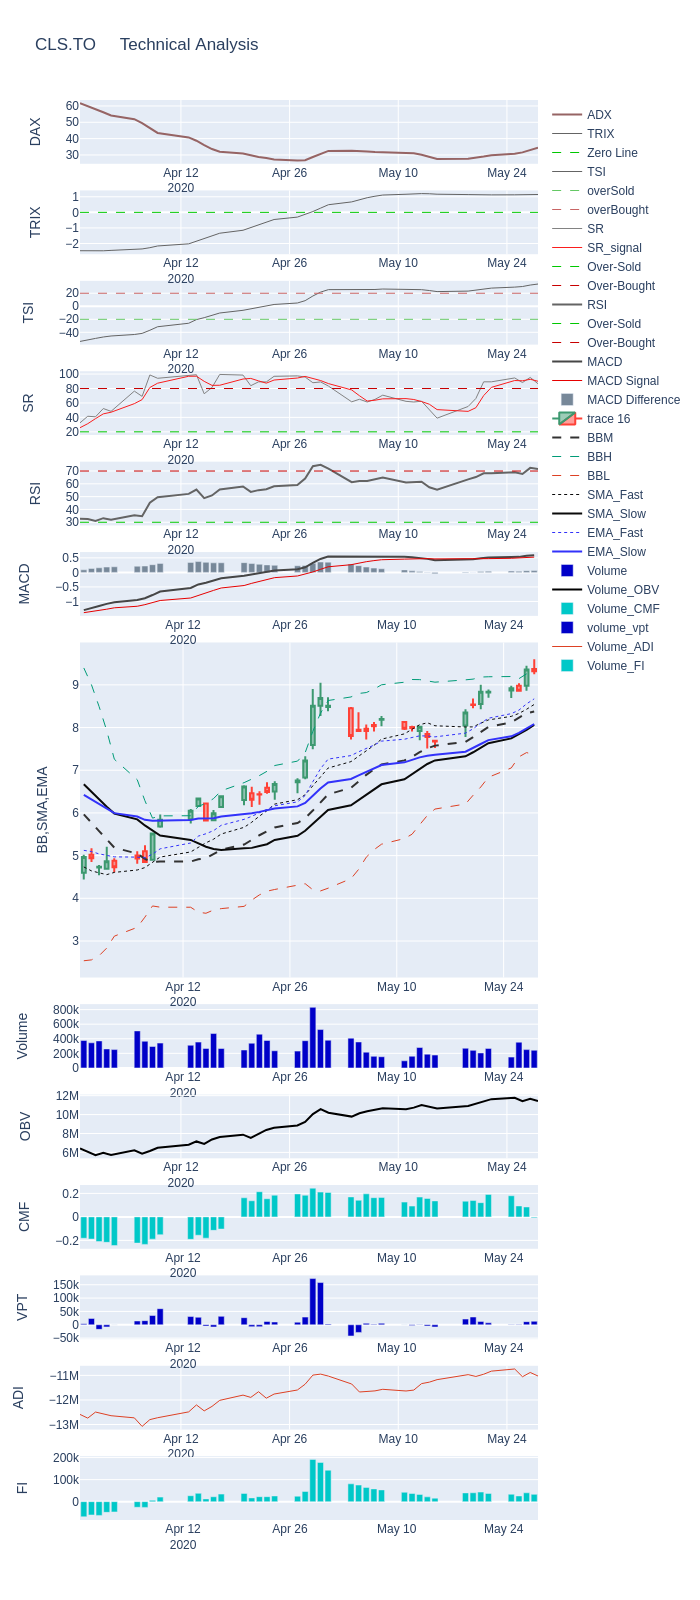 CLS.TO     Technical Analysis
DAX
60
50
40
30
Apr 12
2020
Apr 26
May 10
May 24
TRIX
1
0
−1
−2
Apr 12
2020
Apr 26
May 10
May 24
TSI
20
0
−20
−40
Apr 12
2020
Apr 26
May 10
May 24
SR
100
80
60
40
20
Apr 12
2020
Apr 26
May 10
May 24
RSI
70
60
50
40
30
Apr 12
2020
Apr 26
May 10
May 24
MACD
0.5
0
−0.5
−1
Apr 12
2020
Apr 26
May 10
May 24
BB,SMA,EMA
9
8
7
6
5
4
3
Apr 12
2020
Apr 26
May 10
May 24
Volume
800k
600k
400k
200k
0
Apr 12
2020
Apr 26
May 10
May 24
OBV
12M
10M
8M
6M
Apr 12
2020
Apr 26
May 10
May 24
CMF
0.2
0
−0.2
Apr 12
2020
Apr 26
May 10
May 24
VPT
150k
100k
50k
0
−50k
Apr 12
2020
Apr 26
May 10
May 24
ADI
−11M
−12M
−13M
Apr 12
2020
Apr 26
May 10
May 24
FI
200k
100k
0
Apr 12
2020
Apr 26
May 10
May 24
ADX
TRIX
Zero Line
TSI
overSold
overBought
SR
SR_signal
Over-Sold
Over-Bought
RSI
Over-Sold
Over-Bought
MACD
MACD Signal
MACD Difference
trace 16
BBM
BBH
BBL
SMA_Fast
SMA_Slow
EMA_Fast
EMA_Slow
Volume
Volume_OBV
Volume_CMF
volume_vpt
Volume_ADI
Volume_FI